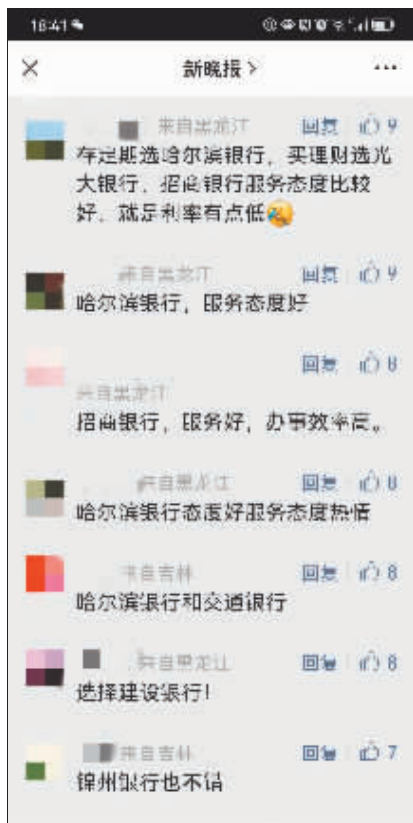 18:41
新晚报
来自黑龙江 回复 9
存定期选哈尔滨银行，买理财选光
大银行，招商银行服务态度比较
好，就是利率有点低
来自黑龙江 回复 9
哈尔滨银行，服务态度好
回复 8
来自黑龙江
招商银行，服务好，办事效率高。
来自黑龙江 回复 8
哈尔滨银行态度好服务态度热情
来自吉林 回复 8
哈尔滨银行和交通银行
来自黑龙江 回复 8
选择建设银行！
来自吉林 回复 7
锦州银行也不错